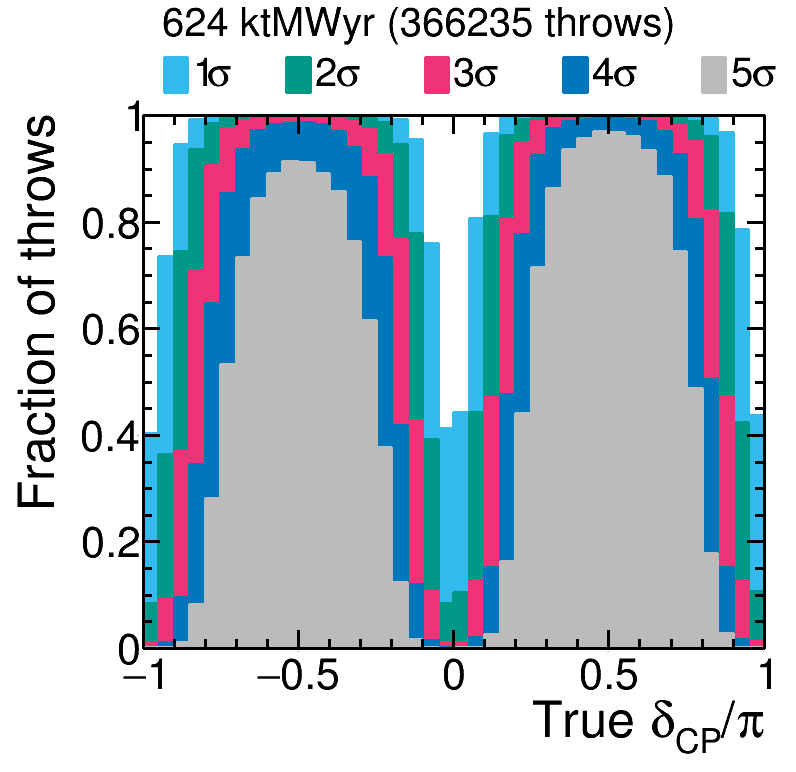 624 ktMWyr (366235 throws)
1σ 2σ 3σ 4σ 5σ
Fraction of throws
1
0.8
0.6
0.4
0.2
0
−1 −0.5 0 0.5 1
True δCP/π